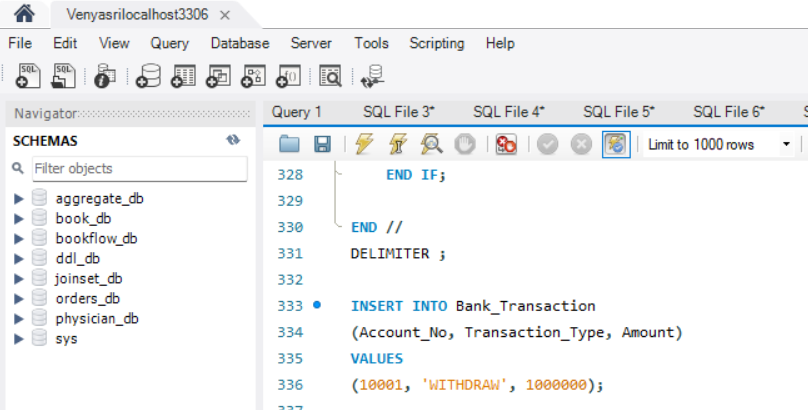 Venyasrilocalhost3306
File Edit View Query Database Server Tools Scripting Help
Navigator
Query 1 SQL File 3* SQL File 4* SQL File 5* SQL File 6*
SCHEMAS
Limit to 1000 rows
Filter objects
aggregate_db
book_db
bookflow_db
ddl_db
joinset_db
orders_db
physician_db
sys
328 END IF;
329
330 END //
331 DELIMITER ;
332
333 INSERT INTO Bank_Transaction
334 (Account_No, Transaction_Type, Amount)
335 VALUES
336 (10001, 'WITHDRAW', 1000000);